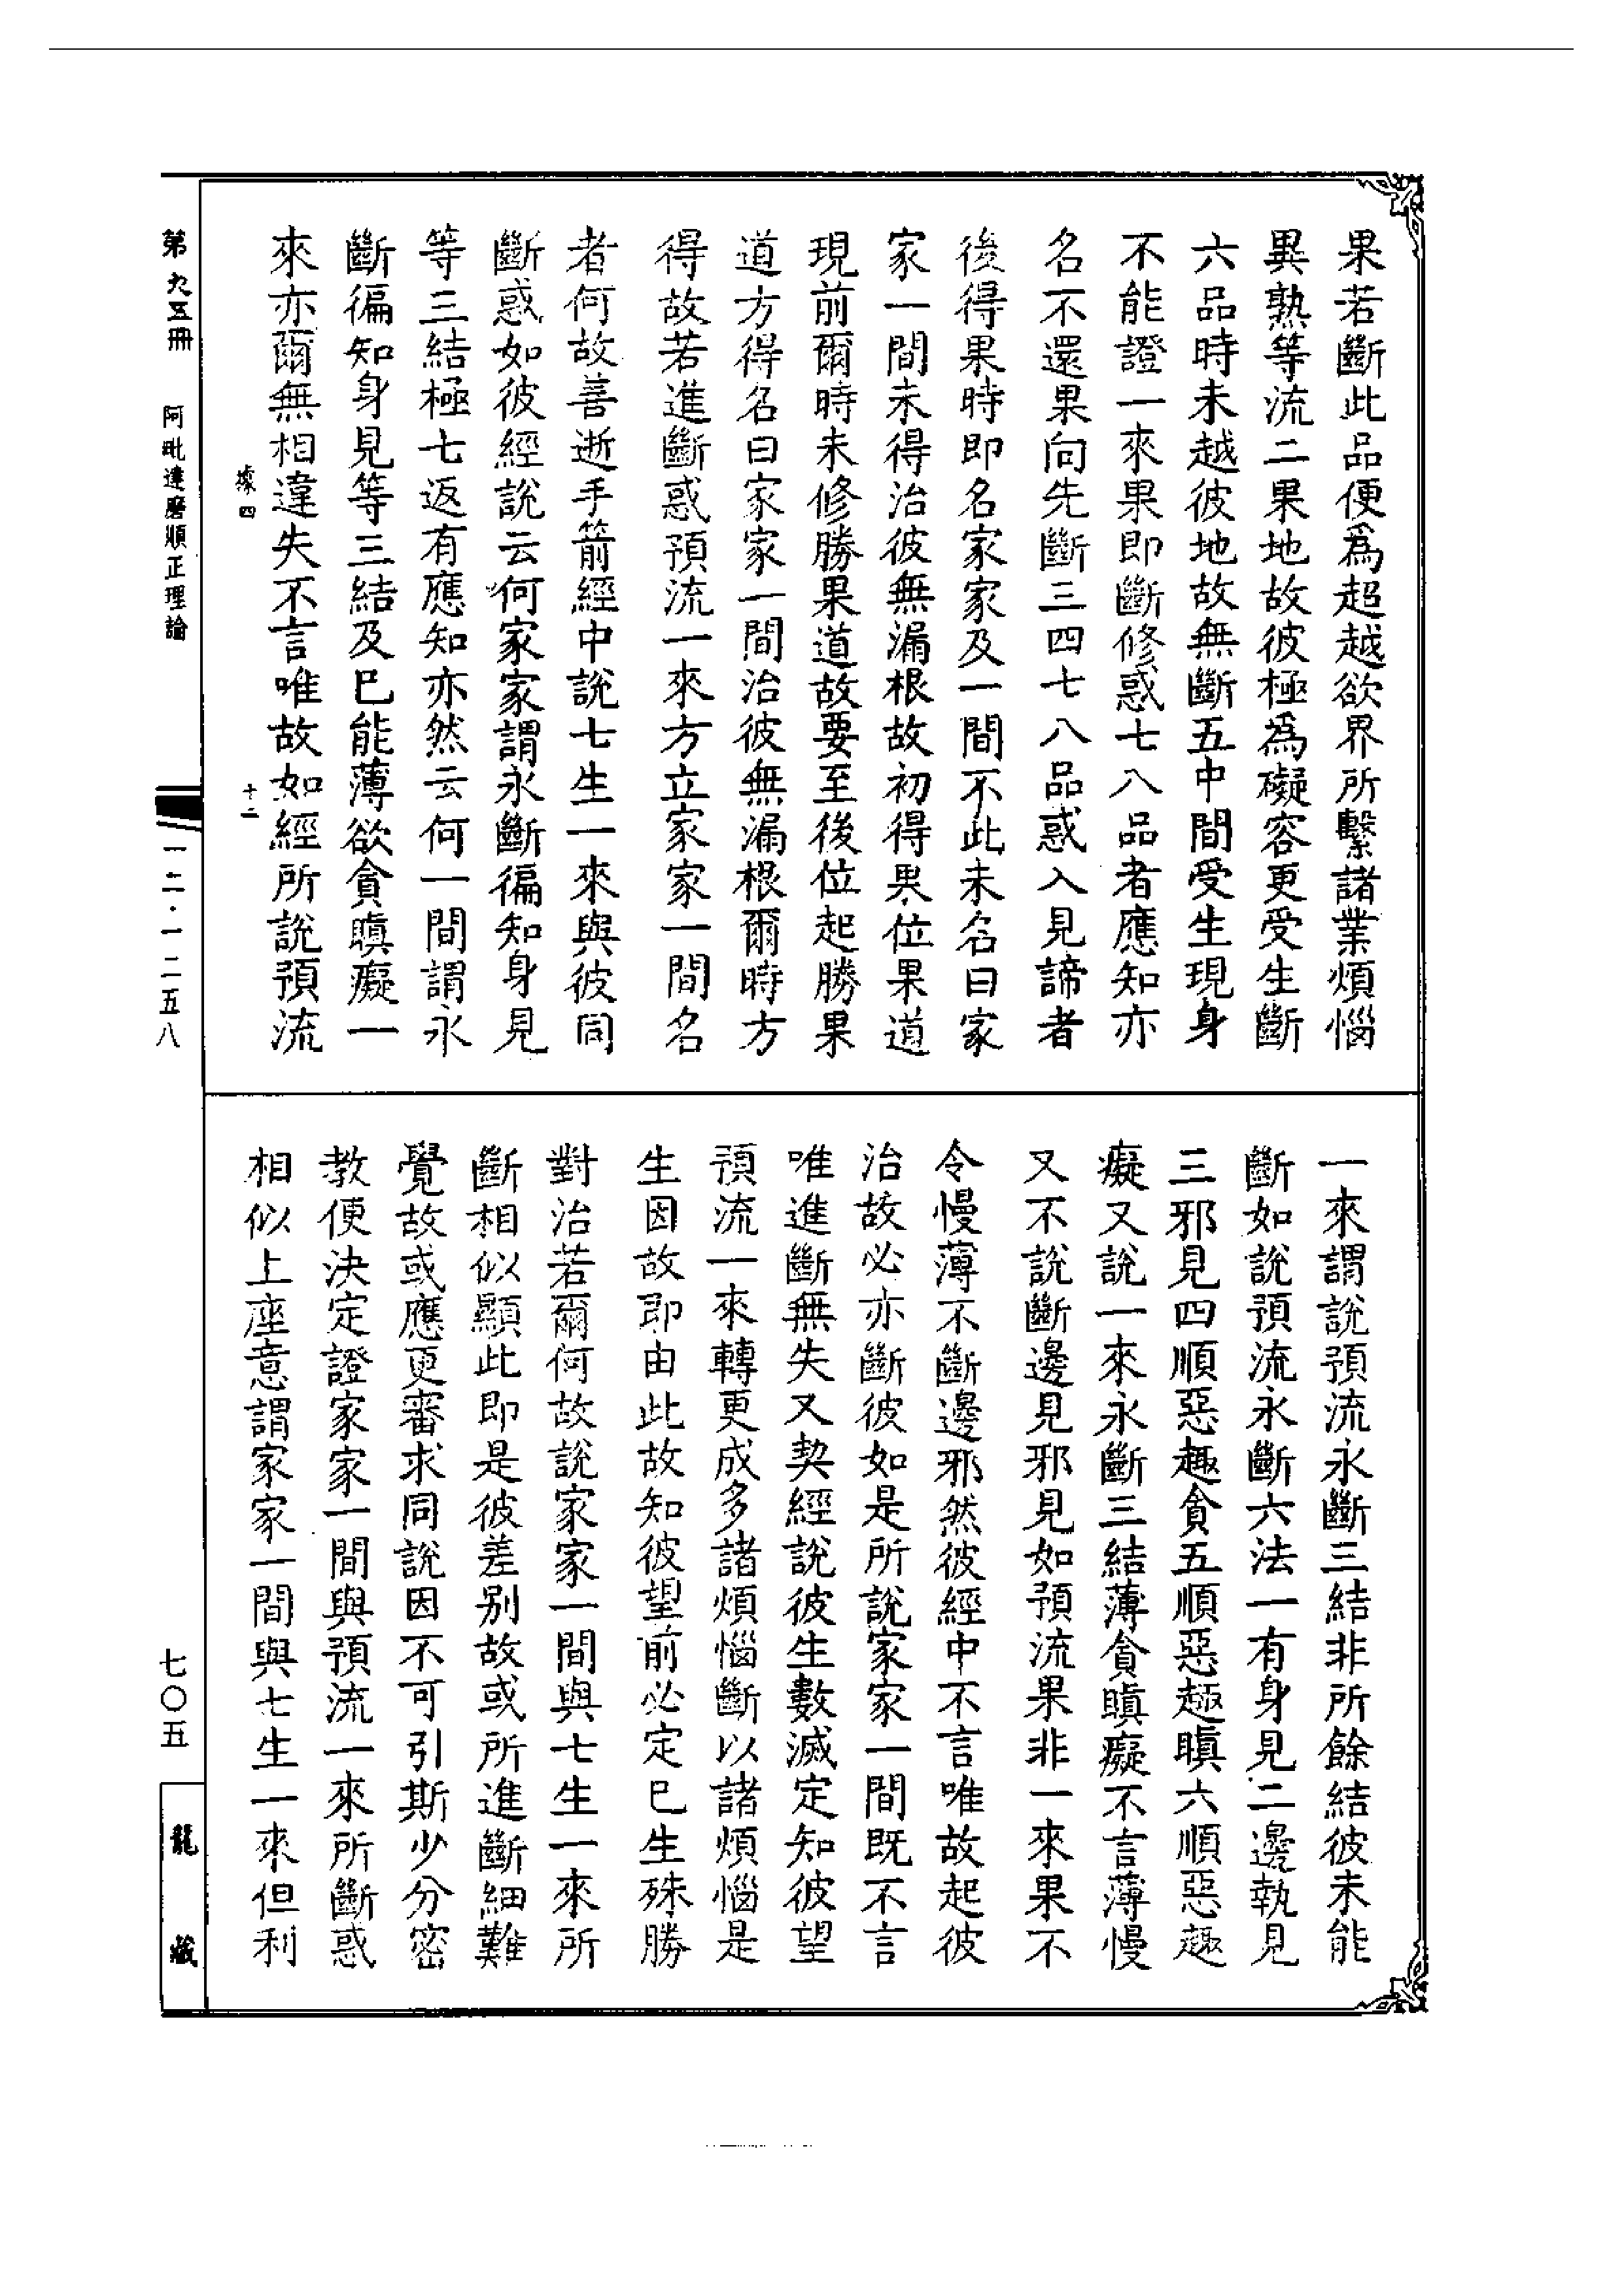 果若斷此品便爲超越欲界所繫諸業煩惱
異熟等流二果地故彼極爲礙容更受生斷
六品時未越彼地故無斷五中間受生現身
不能證一來果即斷修惑七八品者應知亦
名不還果向先斷三四七八品惑入見諦者
後得果時即名家家及一間不此未名曰家
家一間未得治彼無漏根故初得果位果道
現前爾時未修勝果道故要至後位起勝果
道方得名曰家家一間治彼無漏根爾時方
得故若進斷惑預流一來方立家家一間名
者何故善逝手箭經中說七生一來與彼同
斷惑如彼經說云何家家謂永斷徧知身見
等三結極七返有應知亦然云何一間謂永
斷徧知身見等三結及巳能薄欲貪瞋癡一
來亦爾無相違失不言唯故如經所說預流
據四
十二
一來謂說預流永斷三結非所餘結彼未能
斷如說預流永斷六法一有身見二邊執見
三邪見四順惡趣貪五順惡趣瞋六順惡趣
癡又說一來永斷三結薄貪瞋癡不言薄慢
又不說斷邊見邪見如預流果非一來果不
令慢薄不斷邊邪然彼經中不言唯故起彼
治故必亦斷彼如是所說家家一間既不言
唯進斷無失又契經說彼生數滅定知彼望
預流一來轉更成多諸煩惱斷以諸煩惱是
生因故即由此故知彼望前必定巳生殊勝
對治若爾何故說家家一間與七生一來所
斷相似顯此即是彼差别故或所進斷細難
覺故或應更審求同說因不可引斯少分密
教便決定證家家一間與預流一來所斷惑
相似上座意謂家家一間與七生一來但利
第九五冊
阿毗達磨順正理論
一二·一二五八
七〇五
龍藏